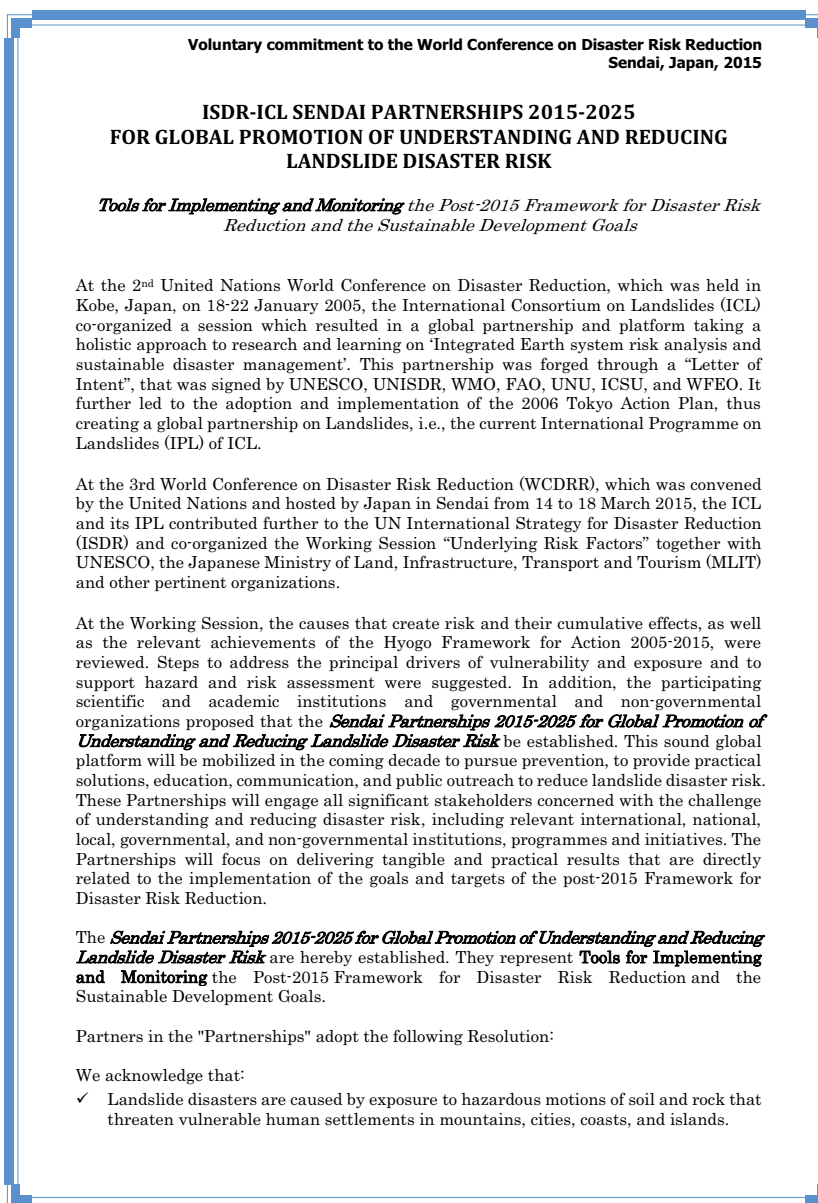 Voluntary commitment to the World Conference on Disaster Risk Reduction
Sendai, Japan, 2015
ISDR-ICL SENDAI PARTNERSHIPS 2015-2025
FOR GLOBAL PROMOTION OF UNDERSTANDING AND REDUCING
LANDSLIDE DISASTER RISK
Tools for Implementing and Monitoring the Post-2015 Framework for Disaster Risk
Reduction and the Sustainable Development Goals
At the 2nd United Nations World Conference on Disaster Reduction, which was held in
Kobe, Japan, on 18-22 January 2005, the International Consortium on Landslides (ICL)
co-organized a session which resulted in a global partnership and platform taking a
holistic approach to research and learning on ‘Integrated Earth system risk analysis and
sustainable disaster management’. This partnership was forged through a “Letter of
Intent”, that was signed by UNESCO, UNISDR, WMO, FAO, UNU, ICSU, and WFEO. It
further led to the adoption and implementation of the 2006 Tokyo Action Plan, thus
creating a global partnership on Landslides, i.e., the current International Programme on
Landslides (IPL) of ICL.
At the 3rd World Conference on Disaster Risk Reduction (WCDRR), which was convened
by the United Nations and hosted by Japan in Sendai from 14 to 18 March 2015, the ICL
and its IPL contributed further to the UN International Strategy for Disaster Reduction
(ISDR) and co-organized the Working Session “Underlying Risk Factors” together with
UNESCO, the Japanese Ministry of Land, Infrastructure, Transport and Tourism (MLIT)
and other pertinent organizations.
At the Working Session, the causes that create risk and their cumulative effects, as well
as the relevant achievements of the Hyogo Framework for Action 2005-2015, were
reviewed. Steps to address the principal drivers of vulnerability and exposure and to
support hazard and risk assessment were suggested. In addition, the participating
scientific and academic institutions and governmental and non-governmental
organizations proposed that the Sendai Partnerships 2015-2025 for Global Promotion of
Understanding and Reducing Landslide Disaster Risk be established. This sound global
platform will be mobilized in the coming decade to pursue prevention, to provide practical
solutions, education, communication, and public outreach to reduce landslide disaster risk.
These Partnerships will engage all significant stakeholders concerned with the challenge
of understanding and reducing disaster risk, including relevant international, national,
local, governmental, and non-governmental institutions, programmes and initiatives. The
Partnerships will focus on delivering tangible and practical results that are directly
related to the implementation of the goals and targets of the post-2015 Framework for
Disaster Risk Reduction.
The Sendai Partnerships 2015-2025 for Global Promotion of Understanding and Reducing
Landslide Disaster Risk are hereby established. They represent Tools for Implementing
and Monitoring the Post-2015 Framework for Disaster Risk Reduction and the
Sustainable Development Goals.
Partners in the "Partnerships" adopt the following Resolution:
We acknowledge that:
✓ Landslide disasters are caused by exposure to hazardous motions of soil and rock that
threaten vulnerable human settlements in mountains, cities, coasts, and islands.